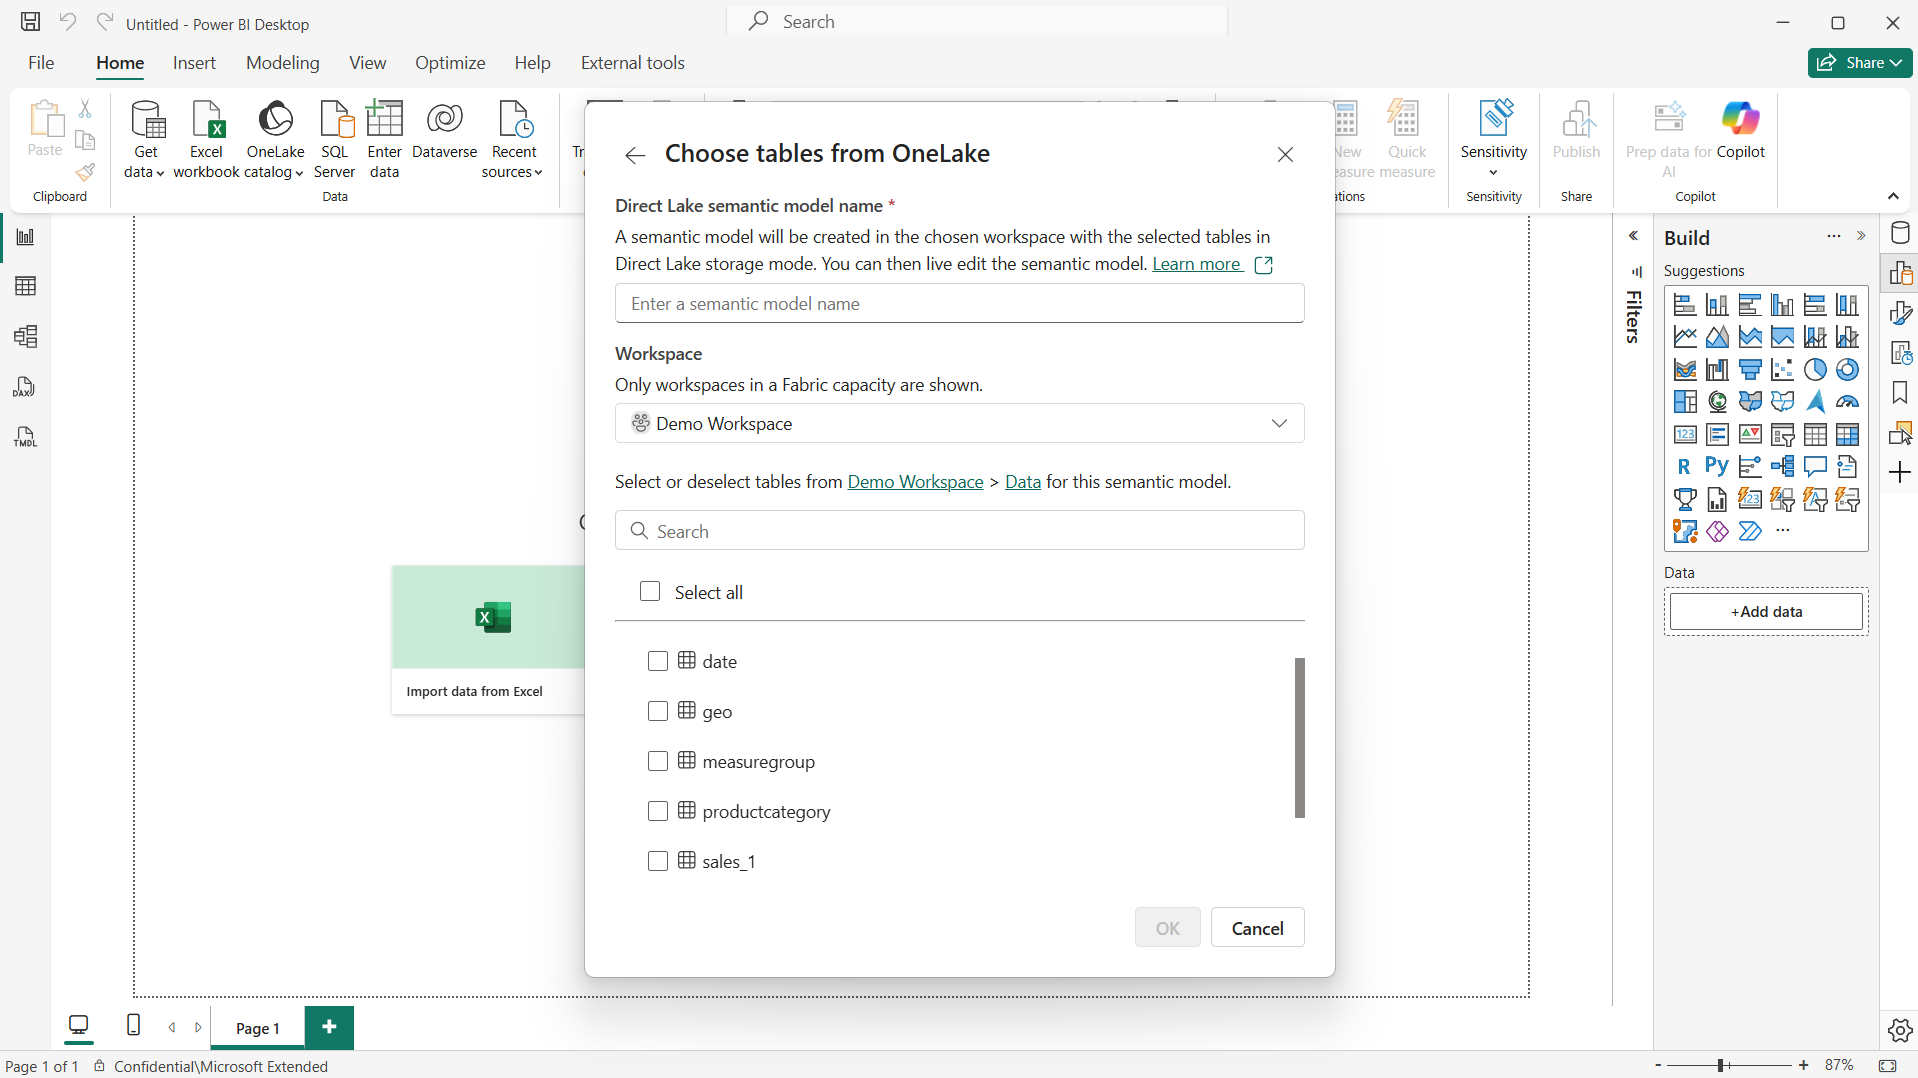 Untitled - Power BI Desktop
Search
File
Home
Insert
Modeling
View
Optimize
Help
External tools
Share
Paste
Clipboard
Get data
Excel workbook
OneLake catalog
SQL Server
Enter data
Dataverse
Recent sources
Data
New
measure
Quick measure
Sensitivity
Sensitivity
Publish
Share
Prep data for AI
Copilot
Copilot
Choose tables from OneLake
Direct Lake semantic model name *
A semantic model will be created in the chosen workspace with the selected tables in
Direct Lake storage mode. You can then live edit the semantic model. Learn more
Enter a semantic model name
Workspace
Only workspaces in a Fabric capacity are shown.
Demo Workspace
Select or deselect tables from Demo Workspace > Data for this semantic model.
Search
Select all
date
geo
measuregroup
productcategory
sales_1
OK
Cancel
Import data from Excel
DAX
TMDL
Filters
Build
Suggestions
123
R
Py
123
Data
+Add data
Page 1
Page 1 of 1
Confidential\Microsoft Extended
- + 87%